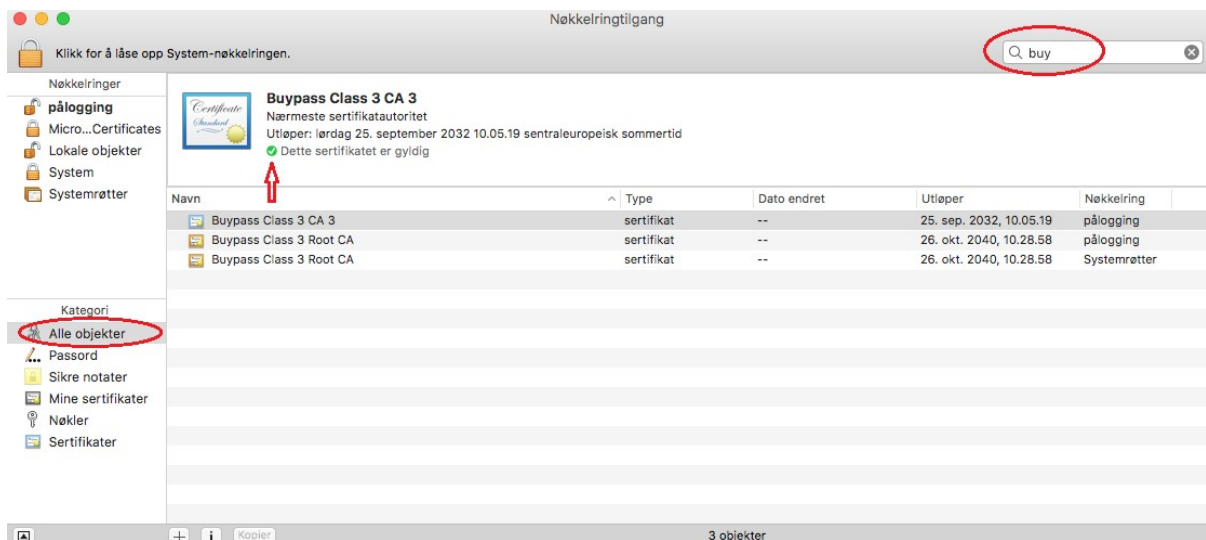 Nøkkelringtilgang
Klikk for å låse opp System-nøkkelringen.
buy
Nøkkelringer
pålogging
Micro...Certificates
Lokale objekter
System
Systemrøtter
Certificate
Standard
Buypass Class 3 CA 3
Nærmeste sertifikatautoritet
Utløper: lørdag 25. september 2032 10.05.19 sentraleuropeisk sommertid
Dette sertifikatet er gyldig
Navn Type Dato endret Utløper Nøkkelring
Buypass Class 3 CA 3 sertifikat -- 25. sep. 2032, 10.05.19 pålogging
Buypass Class 3 Root CA sertifikat -- 26. okt. 2040, 10.28.58 pålogging
Buypass Class 3 Root CA sertifikat -- 26. okt. 2040, 10.28.58 Systemrøtter
Kategori
Alle objekter
Passord
Sikre notater
Mine sertifikater
Nøkler
Sertifikater
Kopier
3 objekter